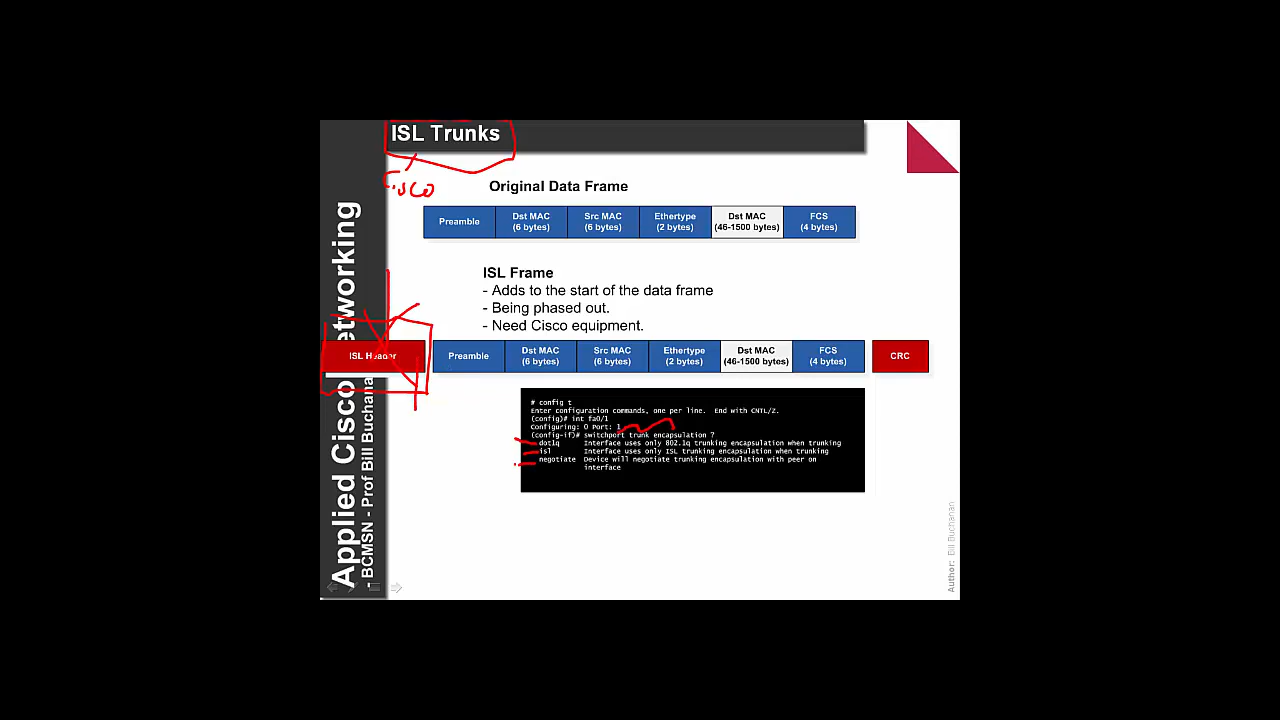 ISL Trunks
Cisco
Original Data Frame
Preamble
Dst MAC
(6 bytes)
Src MAC
(6 bytes)
Ethertype
(2 bytes)
Dst MAC
(46-1500 bytes)
FCS
(4 bytes)
ISL Frame
- Adds to the start of the data frame
- Being phased out.
- Need Cisco equipment.
ISL Header
Preamble
Dst MAC
(6 bytes)
Src MAC
(6 bytes)
Ethertype
(2 bytes)
Dst MAC
(46-1500 bytes)
FCS
(4 bytes)
CRC
# config t
Enter configuration commands, one per line. End with CNTL/Z.
(config)# int fa0/1
Configuring: 0 Port: 1
(config-if)# switchport trunk encapsulation ?
dot1q Interface uses only 802.1q trunking encapsulation when trunking
isl Interface uses only ISL trunking encapsulation when trunking
negotiate Device will negotiate trunking encapsulation with peer on
interface
Applied Cisco etworking
- BCMSN - Prof Bill Buchana
Author: Bill Buchanan